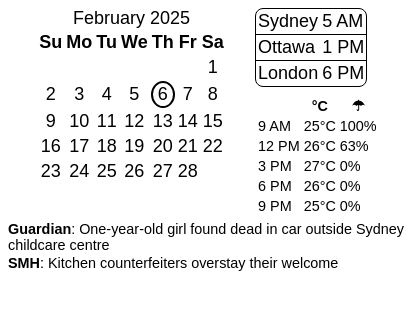 February 2025
Su Mo Tu We Th Fr Sa
1
2 3 4 5 6 7 8
9 10 11 12 13 14 15
16 17 18 19 20 21 22
23 24 25 26 27 28
Sydney 5 AM
Ottawa 1 PM
London 6 PM
°C ☂
9 AM 25°C 100%
12 PM 26°C 63%
3 PM 27°C 0%
6 PM 26°C 0%
9 PM 25°C 0%
Guardian: One-year-old girl found dead in car outside Sydney
childcare centre
SMH: Kitchen counterfeiters overstay their welcome